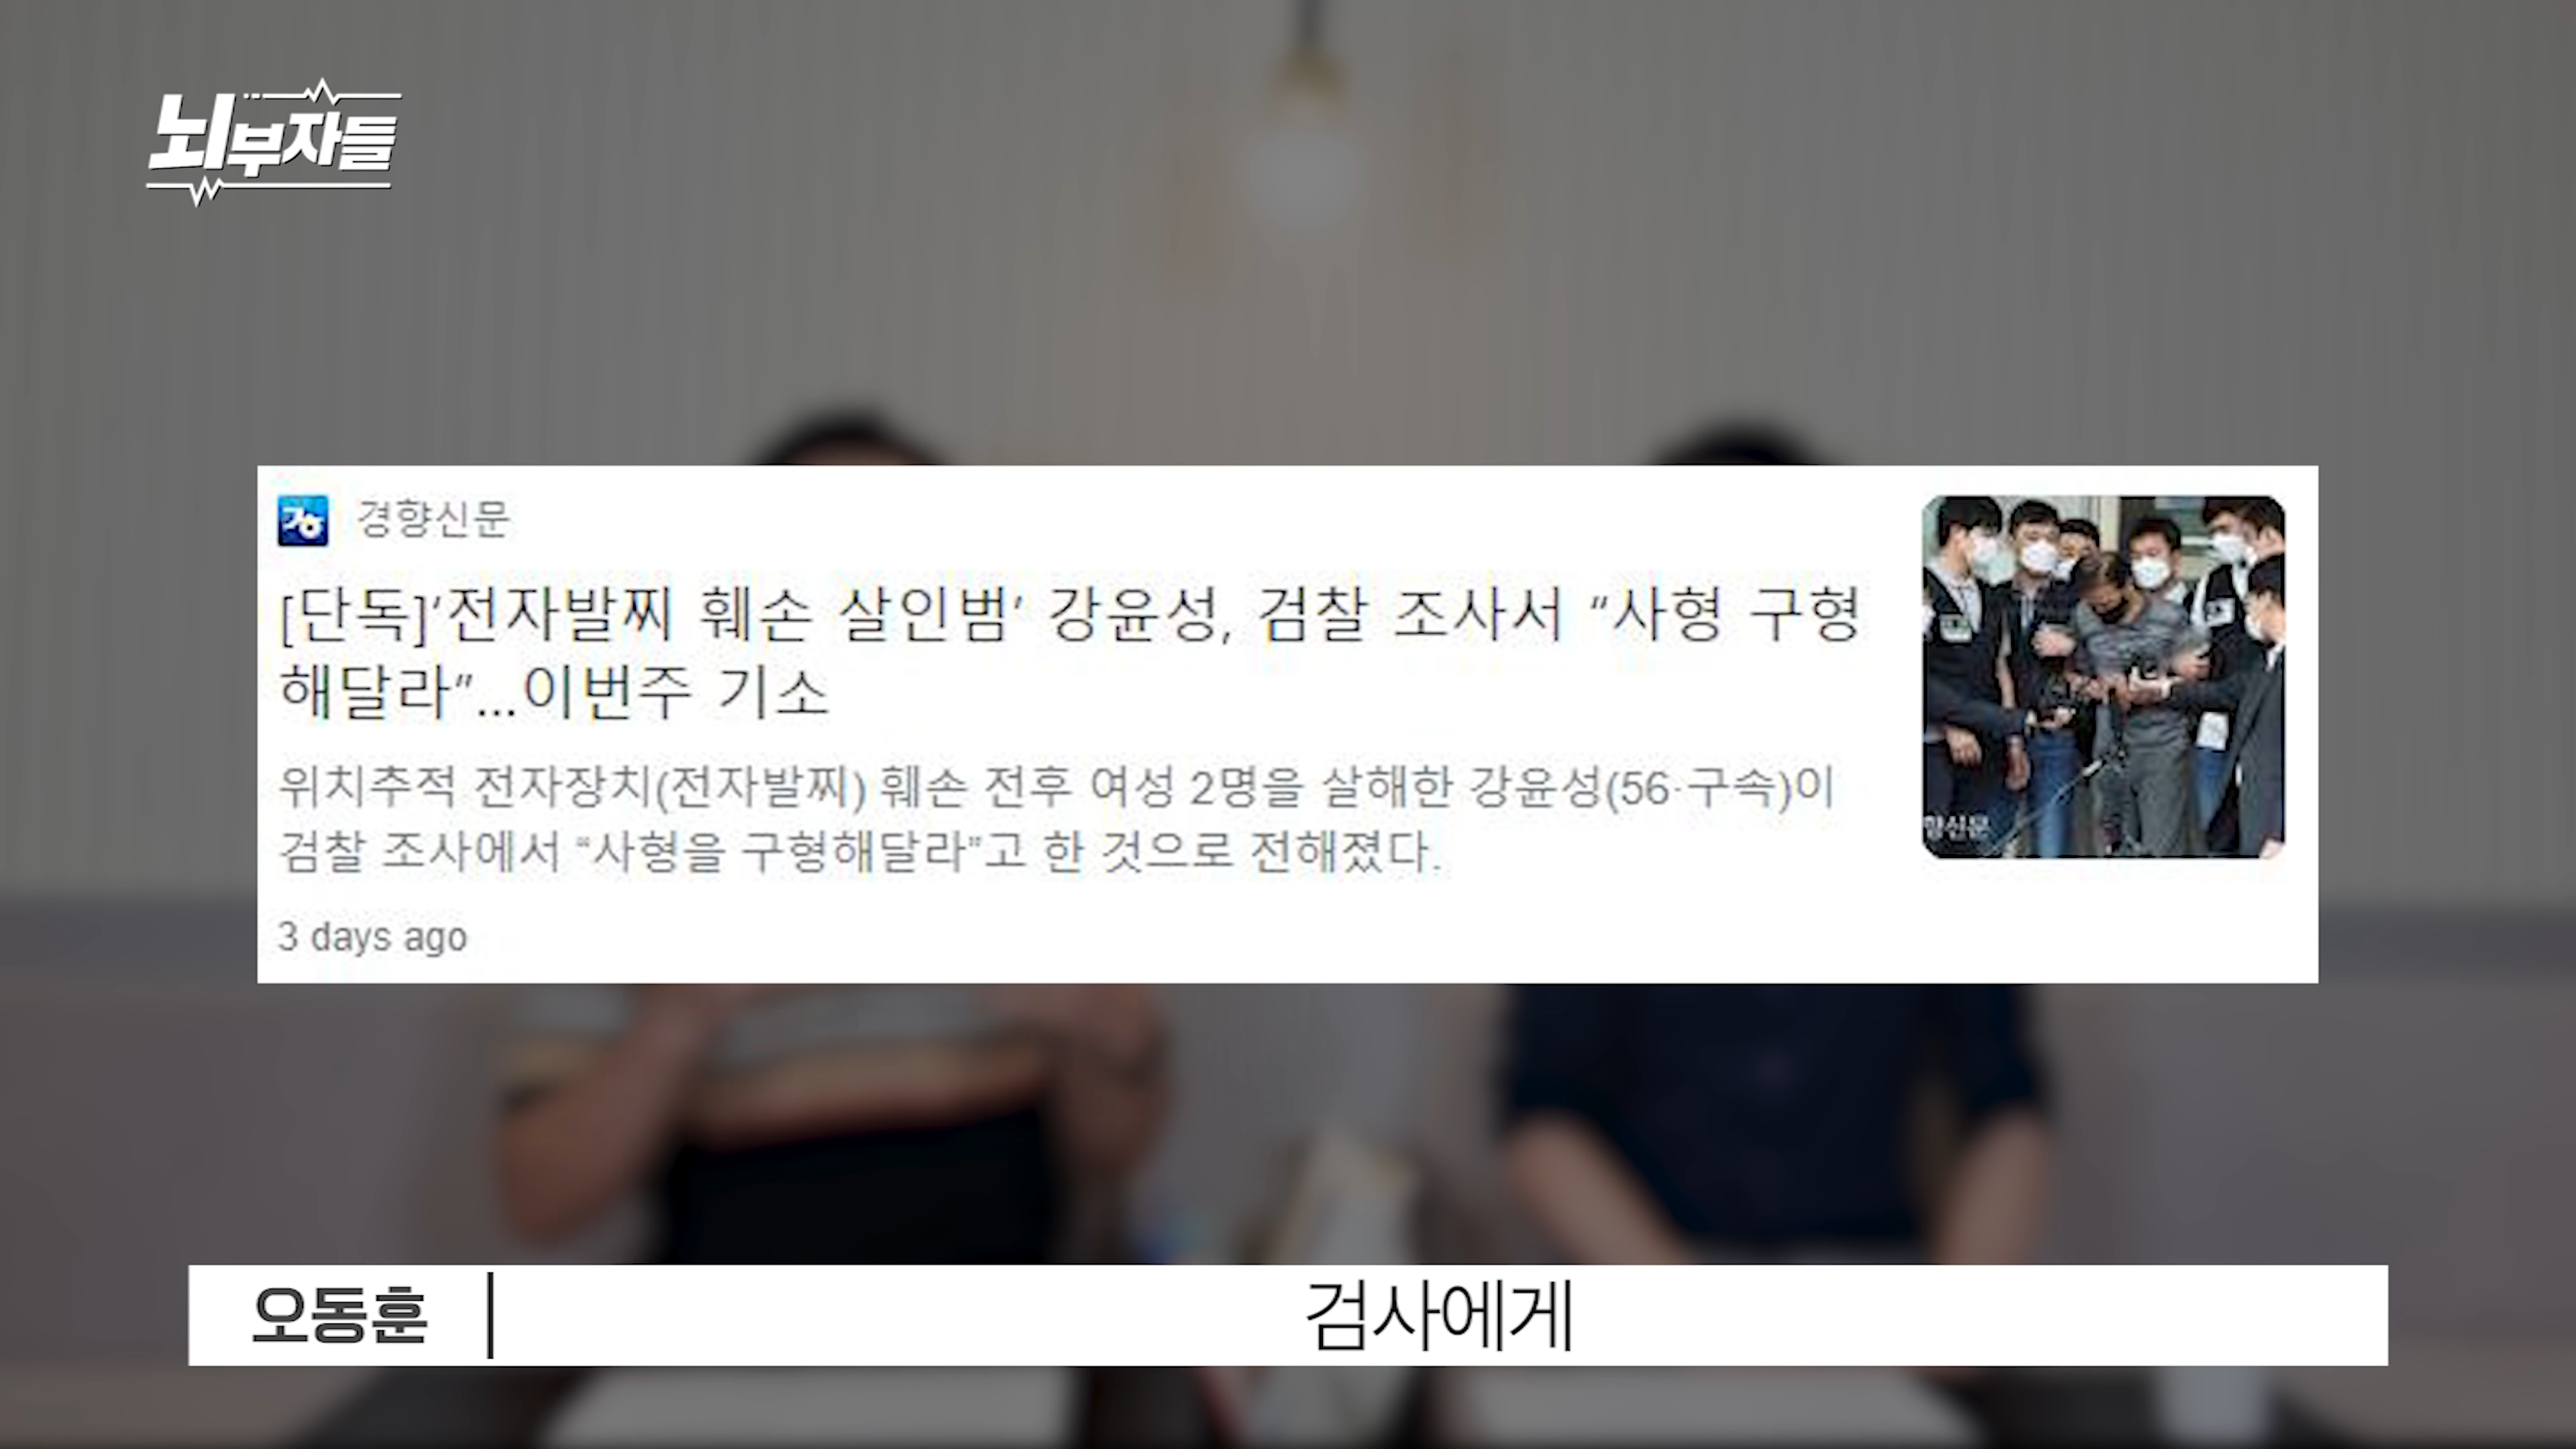 뇌부자들
경향신문
[단독]'전자발찌 훼손 살인범' 강윤성, 검찰 조사서 "사형 구형
해달라"...이번주 기소
위치추적 전자장치(전자발찌) 훼손 전후 여성 2명을 살해한 강윤성(56·구속)이
검찰 조사에서 "사형을 구형해달라"고 한 것으로 전해졌다.
향신문
3 days ago
오동훈 | 검사에게